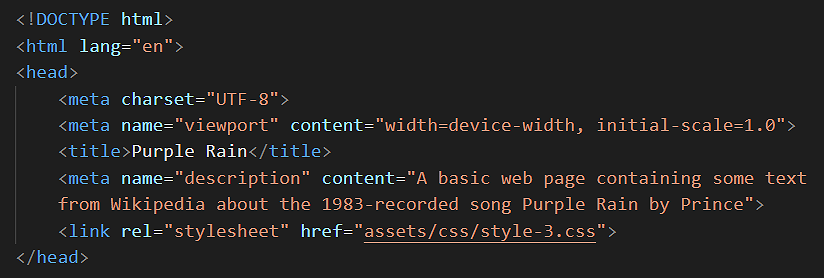 <!DOCTYPE html>
<html lang="en">
<head>
    <meta charset="UTF-8">
    <meta name="viewport" content="width=device-width, initial-scale=1.0">
    <title>Purple Rain</title>
    <meta name="description" content="A basic web page containing some text
    from Wikipedia about the 1983-recorded song Purple Rain by Prince">
    <link rel="stylesheet" href="assets/css/style-3.css">
</head>